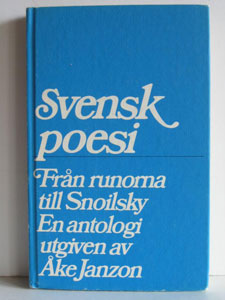 Svensk
poesi
Från runorna
till Snoilsky
En antologi
utgiven av
Åke Janzon